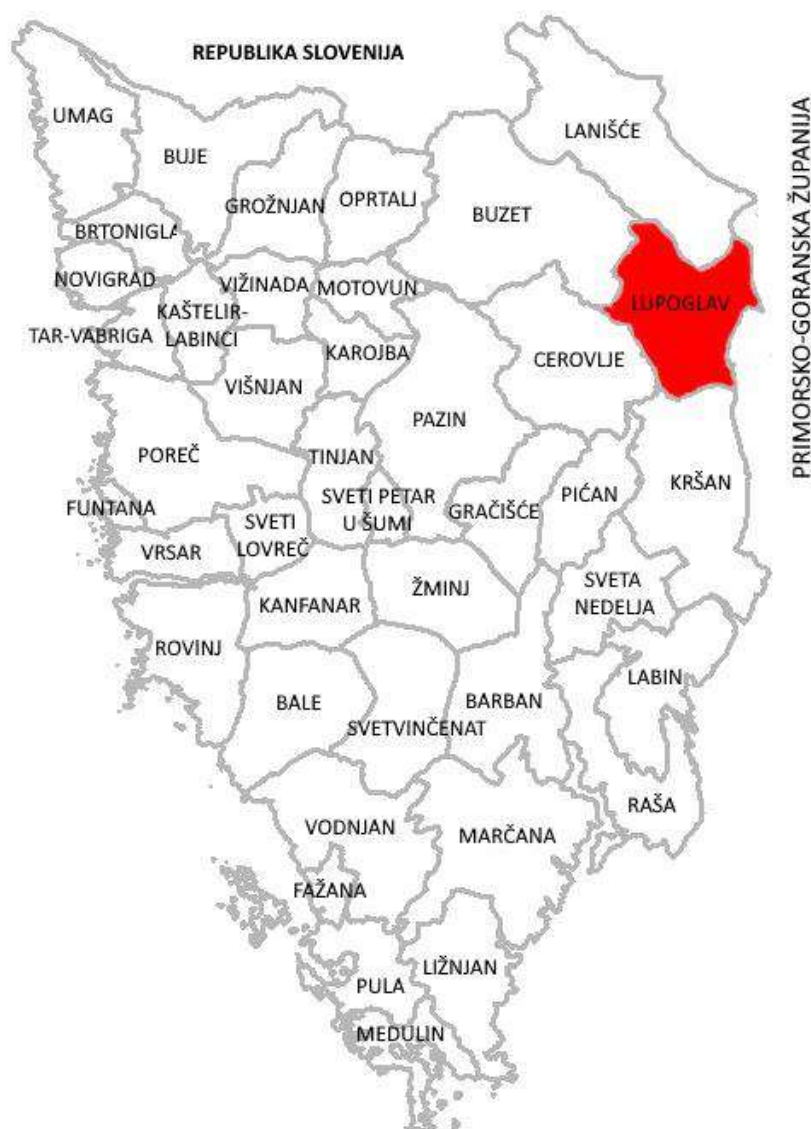 REPUBLIKA SLOVENIJA
PRIMORSKO-GORANSKA ŽUPANIJA
UMAG
LANIŠĆE
BUJE
GROŽNJAN
OPRTALJ
BUZET
BRTONIGLA
NOVIGRAD
VIŽINADA
MOTOVUN
LUPOGLAV
KAŠTELIR-
LABINCI
TAR-VABRIGA
KAROJBA
CEROVLJE
VIŠNJAN
PAZIN
POREČ
TINJAN
KRŠAN
PIĆAN
FUNTANA
SVETI PETAR
U ŠUMI
GRAČIŠĆE
SVETI
LOVREČ
VRSAR
ŽMINJ
SVETA
NEDELJA
KANFANAR
ROVINJ
LABIN
BALE
BARBAN
SVETVINČENAT
RAŠA
VODNJAN
MARČANA
FAŽANA
LIŽNJAN
PULA
MEDULIN